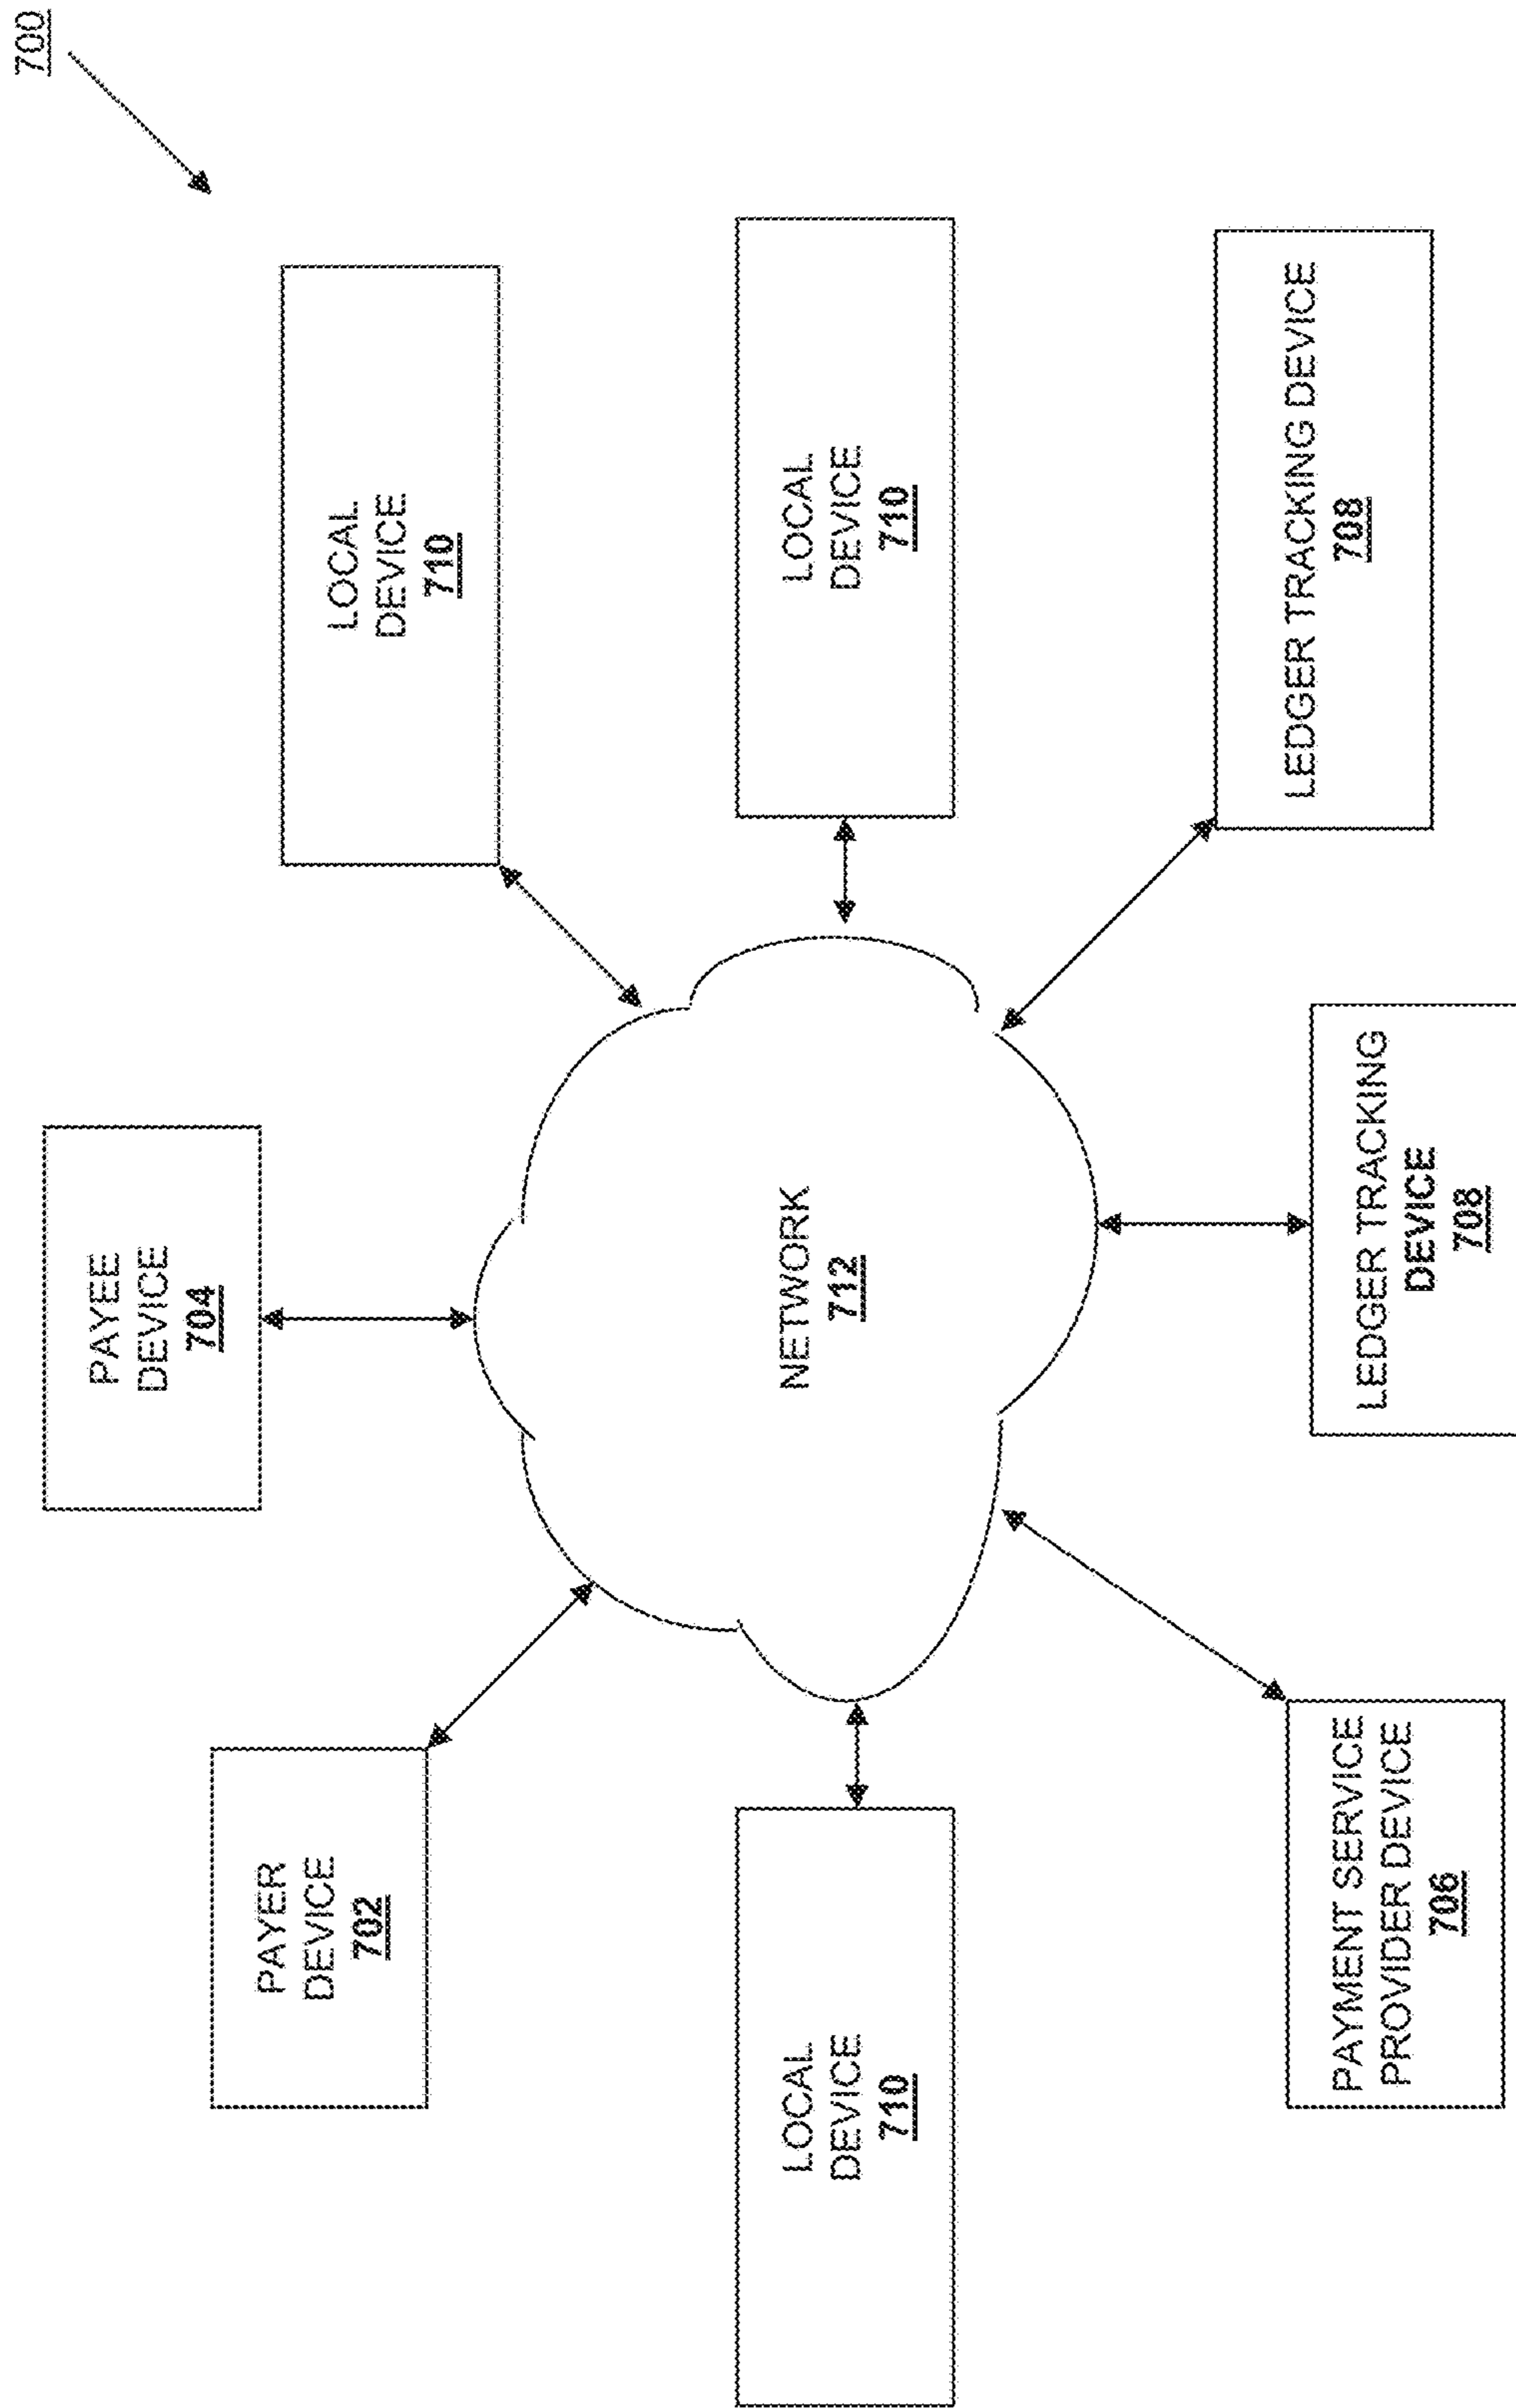 700
PAYEE
DEVICE
704
PAYER
DEVICE
702
LOCAL
DEVICE
710
LOCAL
DEVICE
710
NETWORK
712
LOCAL
DEVICE
710
PAYMENT SERVICE
PROVIDER DEVICE
706
LEDGER TRACKING
DEVICE
708
LEDGER TRACKING DEVICE
708